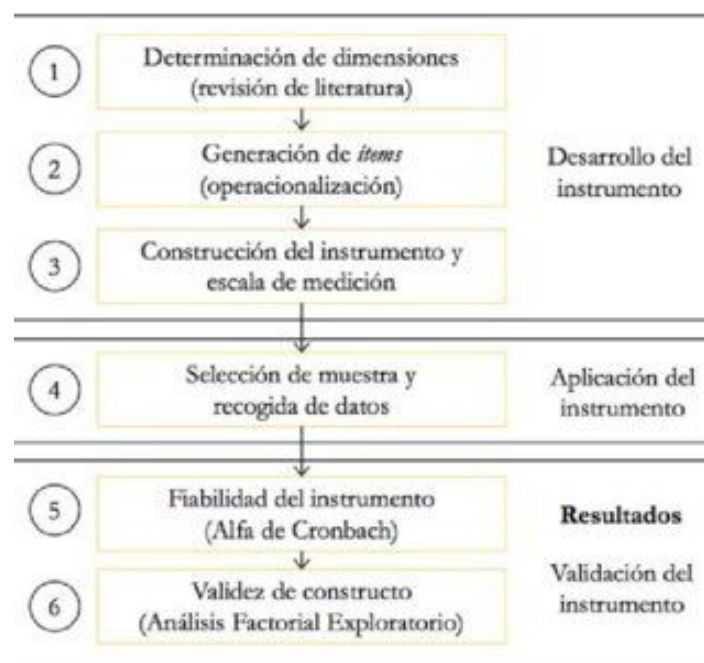 1
Determinación de dimensiones
(revisión de literatura)
2
Generación de ítems
(operacionalización)
Desarrollo del
instrumento
3
Construcción del instrumento y
escala de medición
4
Selección de muestra y
recogida de datos
Aplicación del
instrumento
5
Fiabilidad del instrumento
(Alfa de Cronbach)
Resultados
Validación del
instrumento
6
Validez de constructo
(Análisis Factorial Exploratorio)